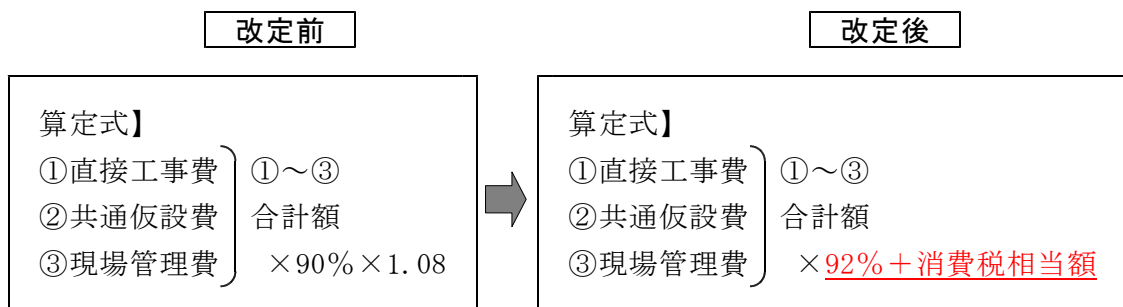 改定前
改定後
算定式】
①直接工事費 ①～③
②共通仮設費 合計額
③現場管理費 ×90％×1.08
算定式】
①直接工事費 ①～③
②共通仮設費 合計額
③現場管理費 ×92％＋消費税相当額